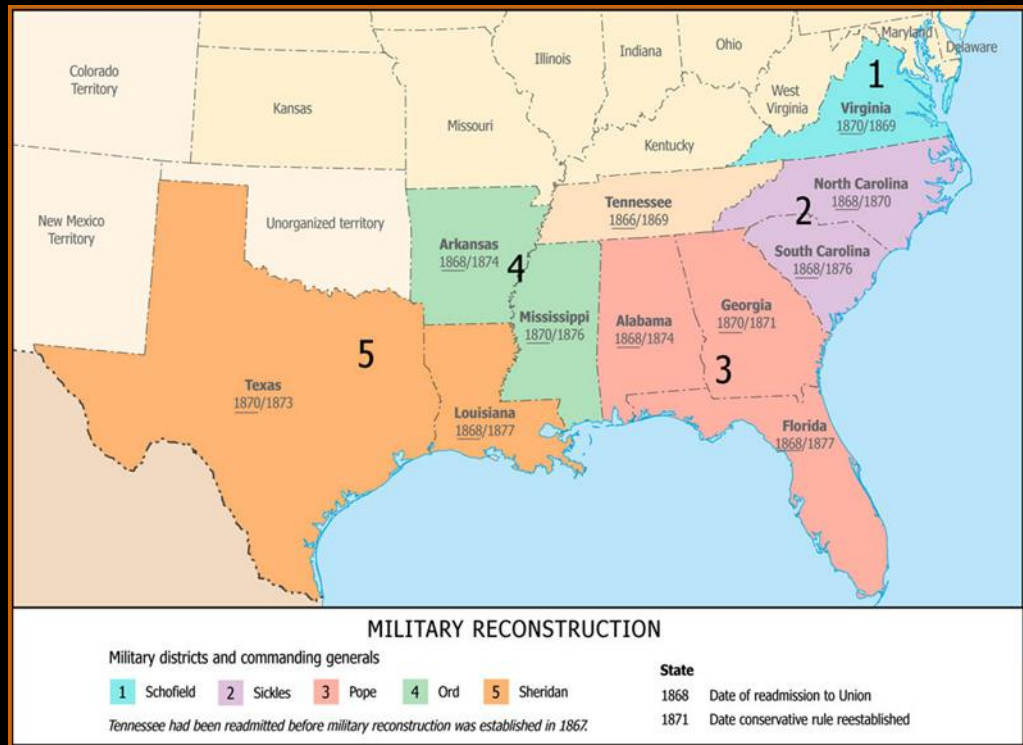 Colorado
Territory
Kansas
Missouri
Illinois
Indiana
Ohio
West
Virginia
Maryland
Delaware
Kentucky
1
Virginia
1870/1869
New Mexico
Territory
Unorganized territory
Arkansas
1868/1874
4
Tennessee
1866/1869
2
North Carolina
1868/1870
South Carolina
1868/1876
Mississippi
1870/1876
Alabama
1868/1874
Georgia
1870/1871
3
5
Texas
1870/1873
Louisiana
1868/1877
Florida
1868/1877
MILITARY RECONSTRUCTION
Military districts and commanding generals
1 Schofield 2 Sickles 3 Pope 4 Ord 5 Sheridan
Tennessee had been readmitted before military reconstruction was established in 1867.
State
1868 Date of readmission to Union
1871 Date conservative rule reestablished